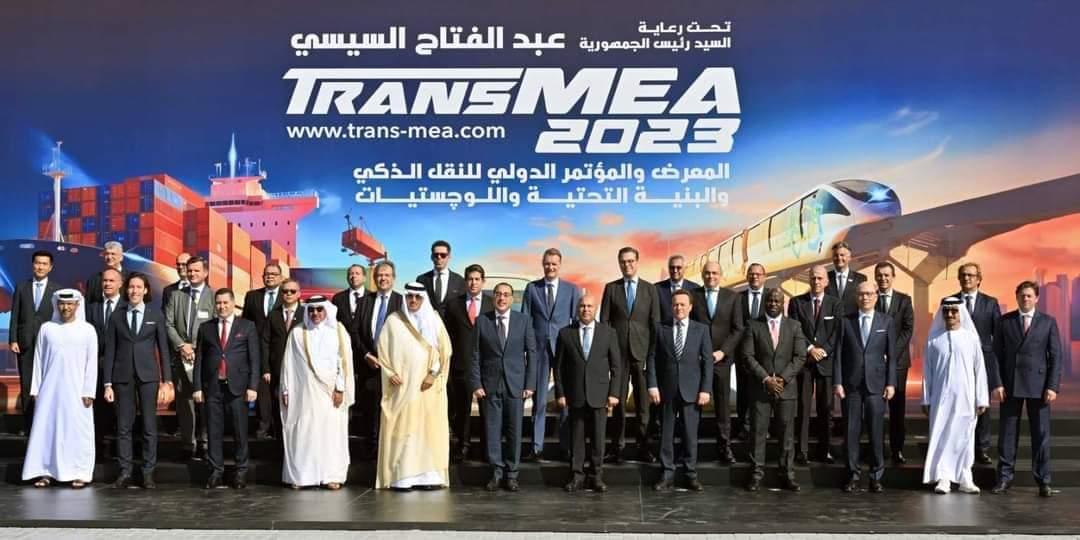 تحت رعاية
السيد رئيس الجمهورية عبد الفتاح السيسي
TRANSMEA
2023
www.trans-mea.com
المعرض والمؤتمر الدولي للنقل الذكي
والبنية التحتية واللوچستيات